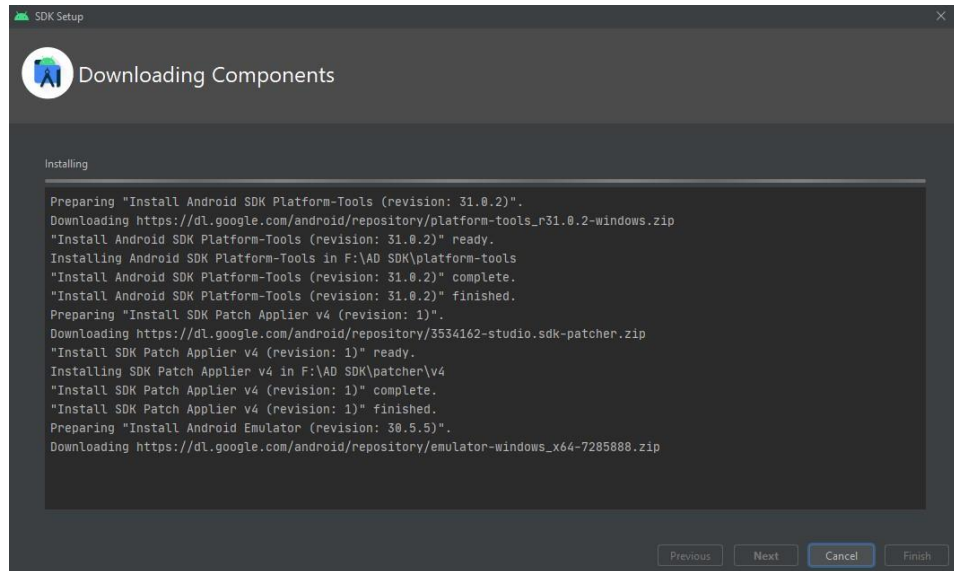 SDK Setup
Downloading Components
Installing
Preparing "Install Android SDK Platform-Tools (revision: 31.0.2)".
Downloading https://dl.google.com/android/repository/platform-tools_r31.0.2-windows.zip
"Install Android SDK Platform-Tools (revision: 31.0.2)" ready.
Installing Android SDK Platform-Tools in F:\AD SDK\platform-tools
"Install Android SDK Platform-Tools (revision: 31.0.2)" complete.
"Install Android SDK Platform-Tools (revision: 31.0.2)" finished.
Preparing "Install SDK Patch Applier v4 (revision: 1)".
Downloading https://dl.google.com/android/repository/3534162-studio.sdk-patcher.zip
"Install SDK Patch Applier v4 (revision: 1)" ready.
Installing SDK Patch Applier v4 in F:\AD SDK\patcher\v4
"Install SDK Patch Applier v4 (revision: 1)" complete.
"Install SDK Patch Applier v4 (revision: 1)" finished.
Preparing "Install Android Emulator (revision: 30.5.5)".
Downloading https://dl.google.com/android/repository/emulator-windows_x64-7285888.zip
Previous Next Cancel Finish